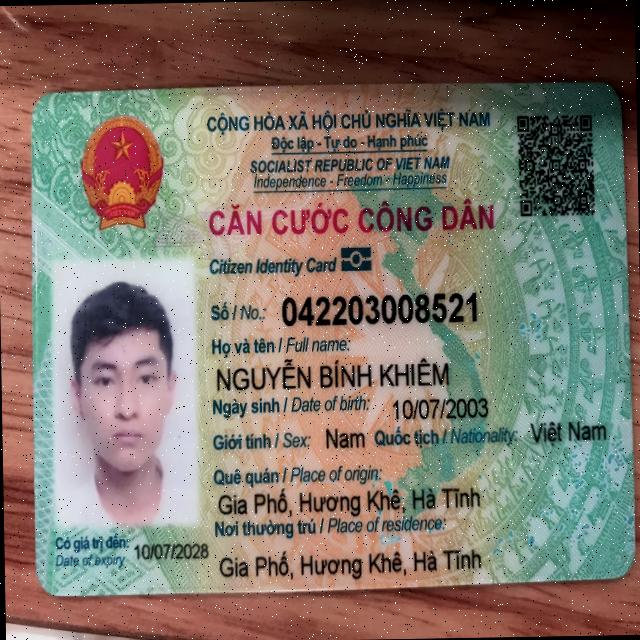 CỘNG HÒA XÃ HỘI CHỦ NGHĨA VIỆT NAM
Độc lập - Tự do - Hạnh phúc
SOCIALIST REPUBLIC OF VIET NAM
Independence - Freedom - Happiness
CĂN CƯỚC CÔNG DÂN
Citizen Identity Card
Số / No.: 042203008521
Họ và tên / Full name:
NGUYỄN BÍNH KHIÊM
Ngày sinh / Date of birth: 10/07/2003
Giới tính / Sex: Nam Quốc tịch / Nationality: Việt Nam
Quê quán / Place of origin:
Gia Phố, Hương Khê, Hà Tĩnh
Nơi thường trú / Place of residence:
Gia Phố, Hương Khê, Hà Tĩnh
Có giá trị đến: 10/07/2028
Date of expiry